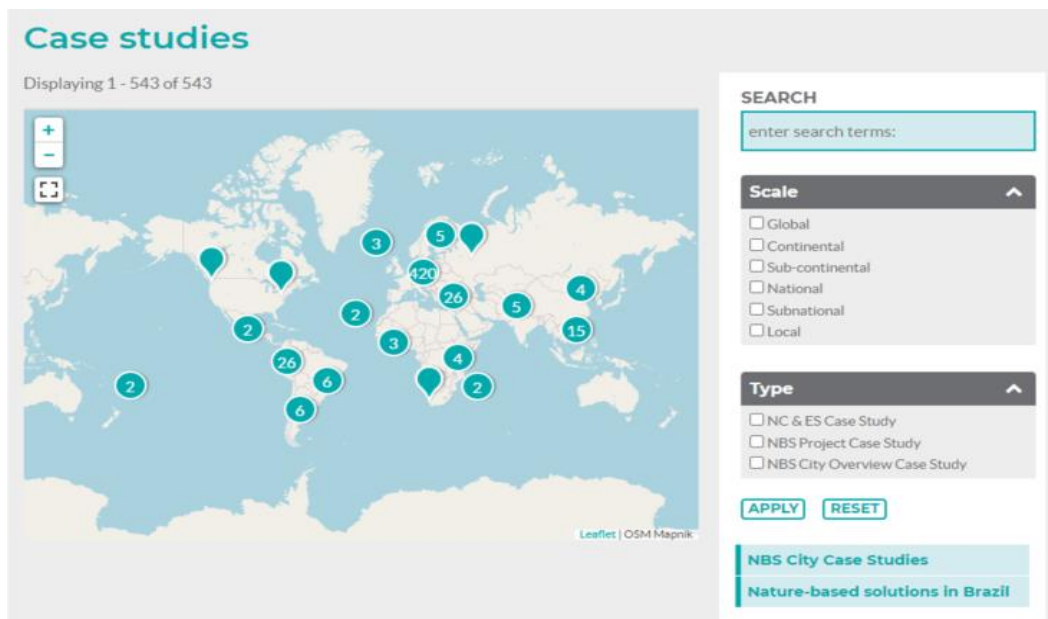 Case studies
Displaying 1 - 543 of 543
+
−
3
5
420
26
5
4
2
2
3
15
26
4
6
2
2
6
Leaflet | OSM Mapnik
SEARCH
enter search terms:
Scale
Global
Continental
Sub-continental
National
Subnational
Local
Type
NC & ES Case Study
NBS Project Case Study
NBS City Overview Case Study
APPLY RESET
NBS City Case Studies
Nature-based solutions in Brazil